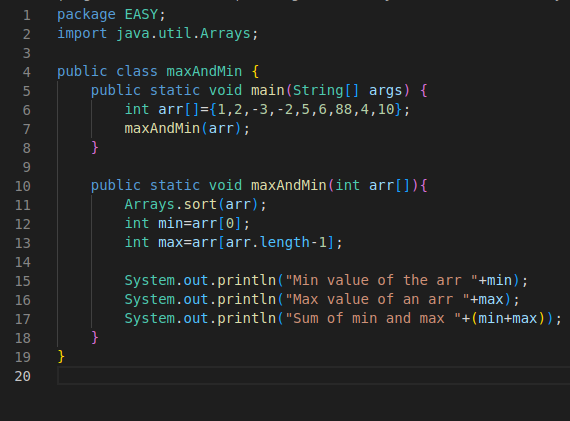 1 package EASY;
2 import java.util.Arrays;
3
4 public class maxAndMin {
5     public static void main(String[] args) {
6         int arr[]={1,2,-3,-2,5,6,88,4,10};
7         maxAndMin(arr);
8     }
9
10     public static void maxAndMin(int arr[]){
11         Arrays.sort(arr);
12         int min=arr[0];
13         int max=arr[arr.length-1];
14
15         System.out.println("Min value of the arr "+min);
16         System.out.println("Max value of an arr "+max);
17         System.out.println("Sum of min and max "+(min+max));
18     }
19 }
20